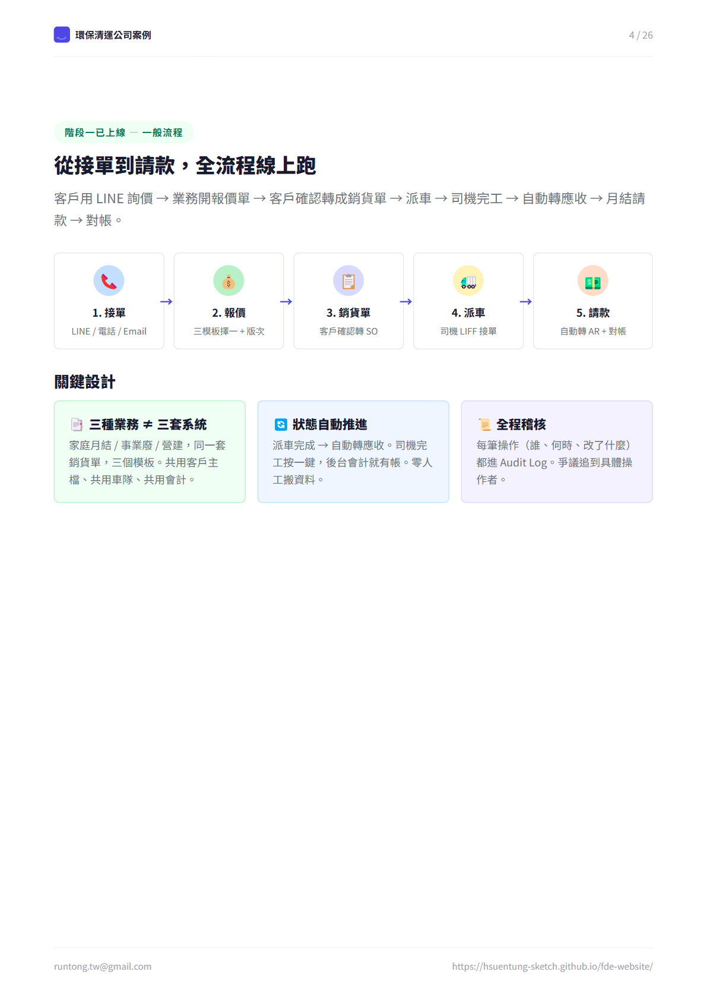 環保清運公司案例
4 / 26
階段一已上線 — 一般流程
從接單到請款，全流程線上跑
客戶用 LINE 詢價 → 業務開報價單 → 客戶確認轉成銷貨單 → 派車 → 司機完工 → 自動轉應收 → 月結請
款 → 對帳。
1. 接單
LINE / 電話 / Email
→
2. 報價
三模板擇一 + 版次
→
3. 銷貨單
客戶確認轉 SO
→
4. 派車
司機 LIFF 接單
→
5. 請款
自動轉 AR + 對帳
關鍵設計
三種業務 ≠ 三套系統
家庭月結 / 事業廢 / 營建，同一套
銷貨單，三個模板。共用客戶主
檔、共用車隊、共用會計。
狀態自動推進
派車完成 → 自動轉應收。司機完
工按一鍵，後台會計就有帳。零人
工搬資料。
全程稽核
每筆操作（誰、何時、改了什麼）
都進 Audit Log。爭議追到具體操
作者。
runtong.tw@gmail.com
https://hsuentung-sketch.github.io/fde-website/